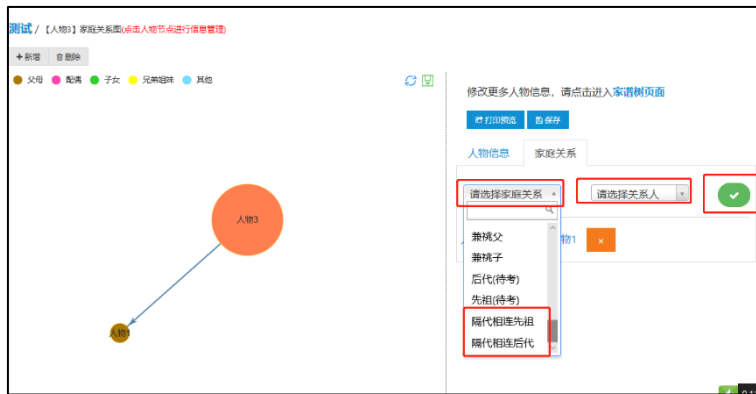 测试 / 【人物3】家庭关系图(点击人物节点进行信息管理)
+新增 删除
父母 配偶 子女 兄弟姐妹 其他
修改更多人物信息，请点击进入家谱树页面
打印预览 保存
人物信息 家庭关系
请选择家庭关系 请选择关系人
兼祧父
兼祧子
后代(待考)
先祖(待考)
隔代相连先祖
隔代相连后代
物1 ×
人物3
人物1